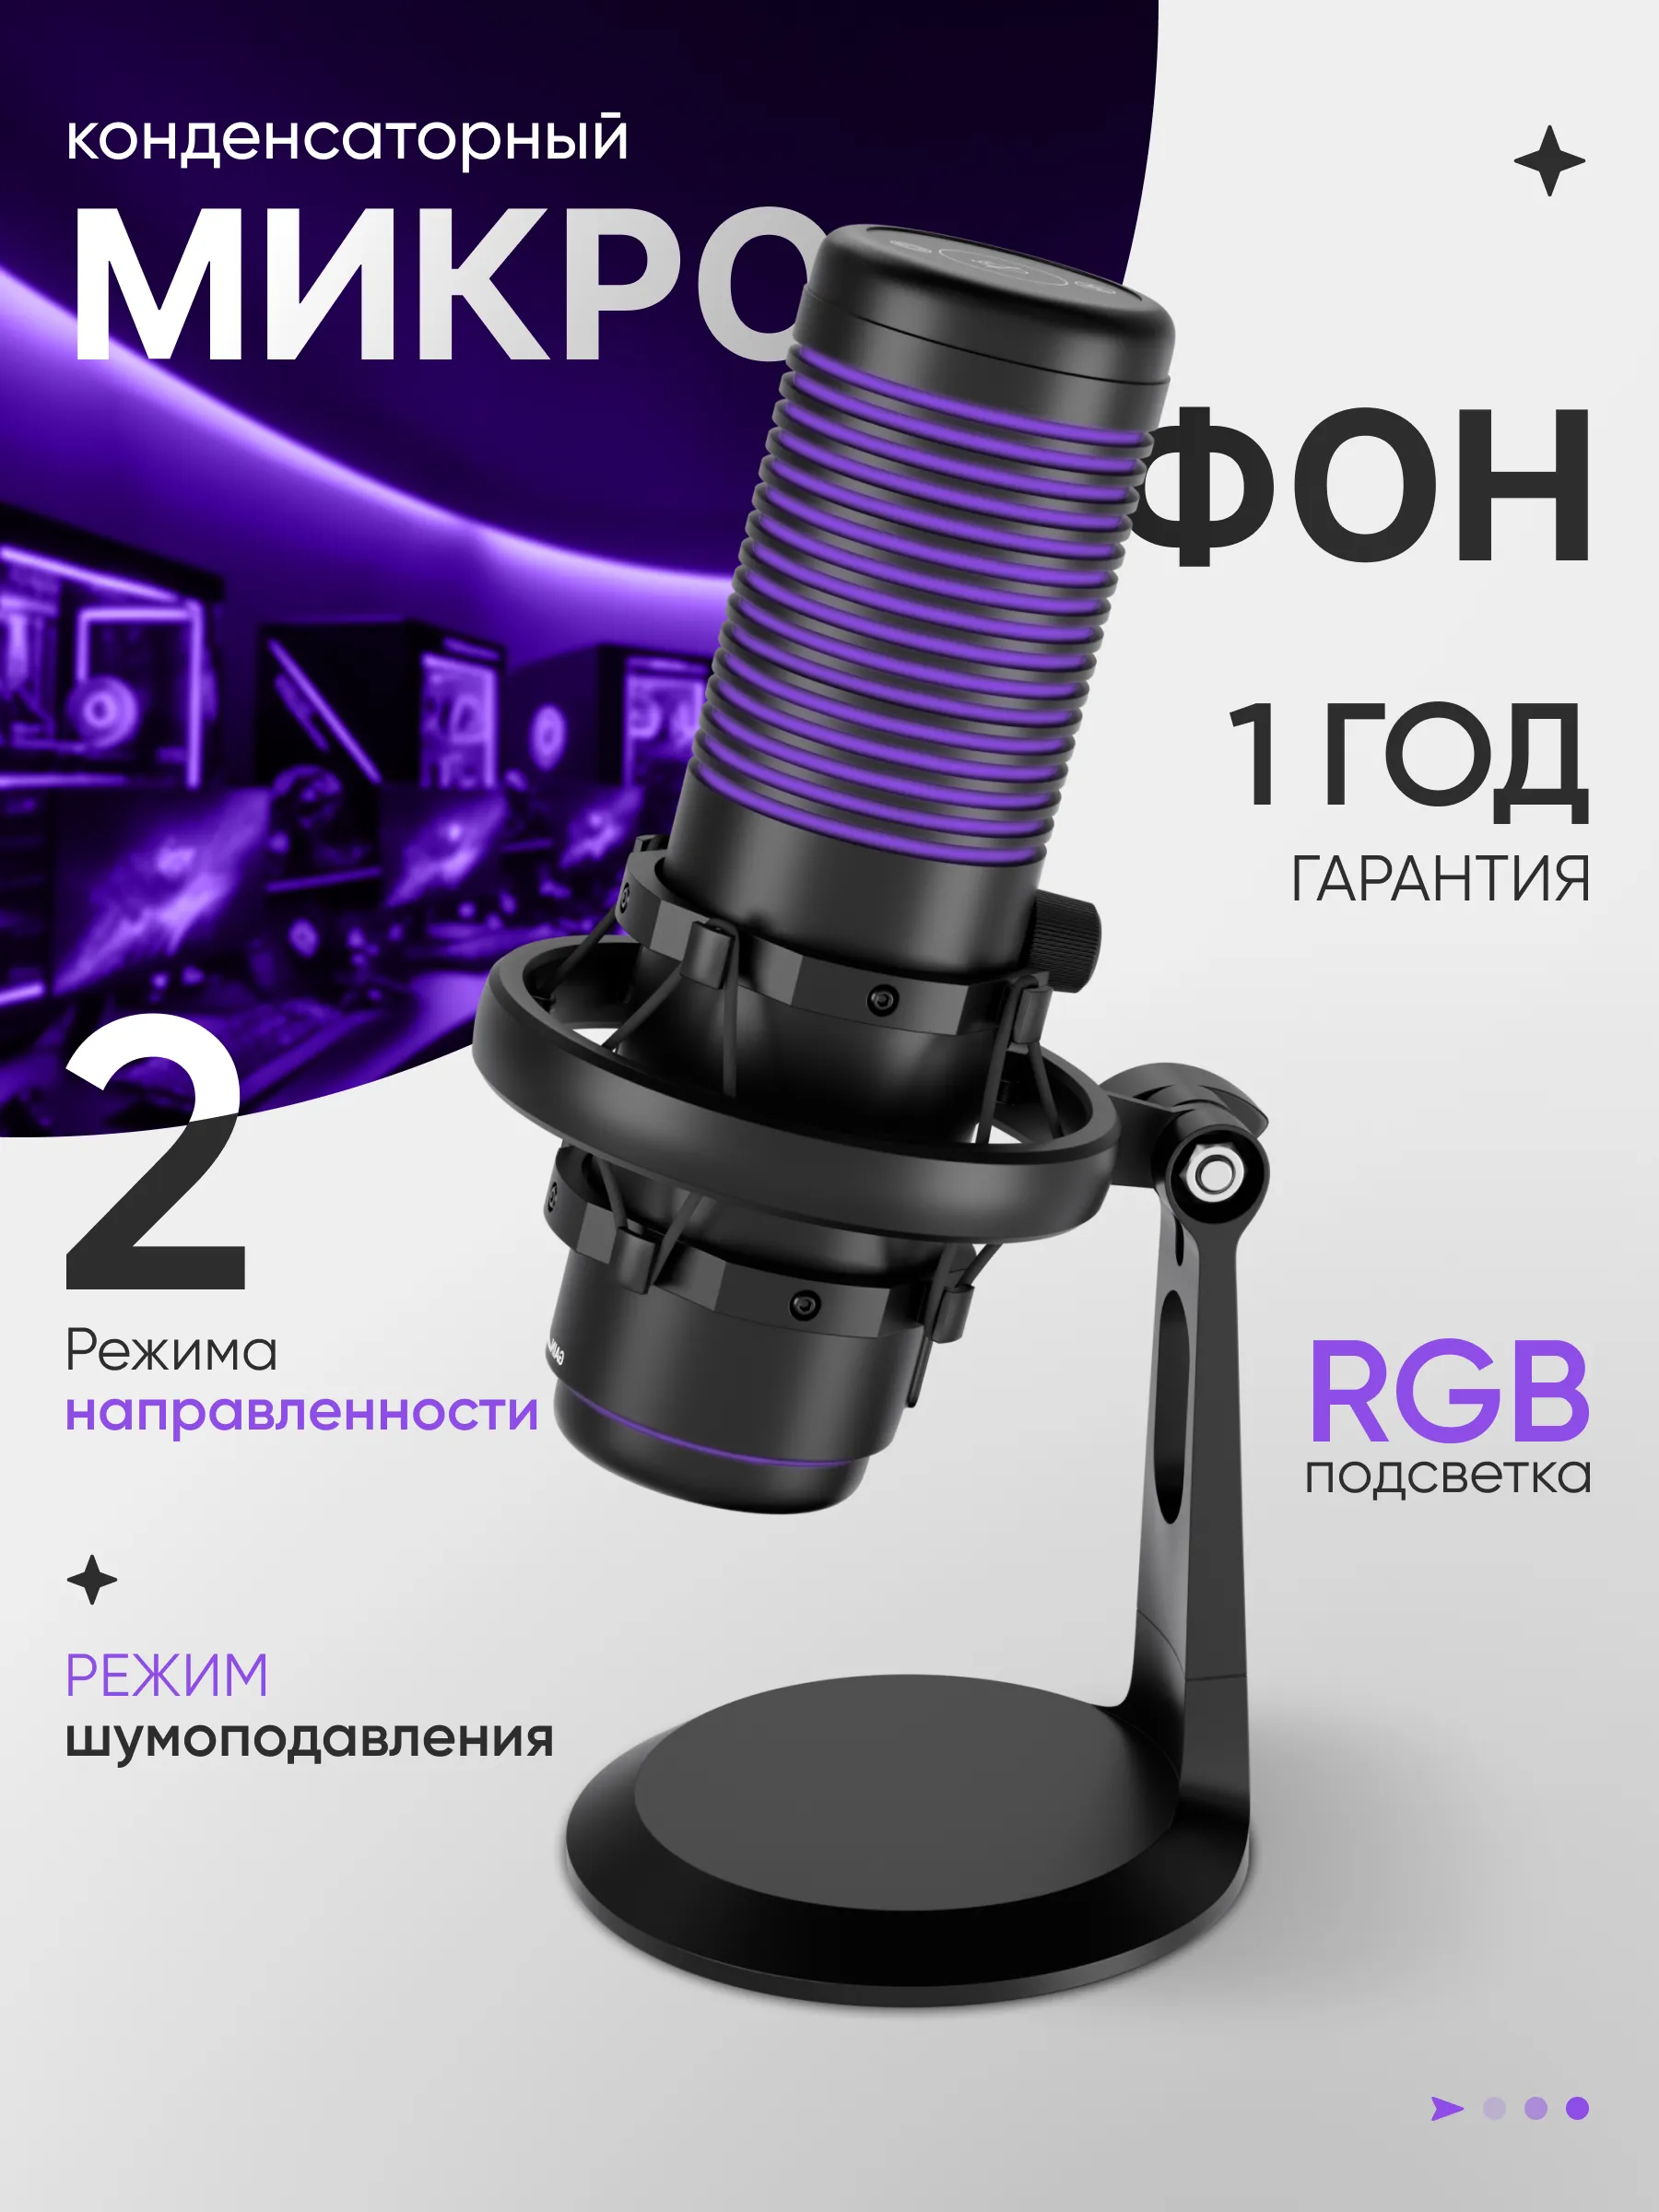 конденсаторный
МИКРО
ФОН
1 ГОД
ГАРАНТИЯ
2
Режима
направленности
RGB
подсветка
РЕЖИМ
шумоподавления